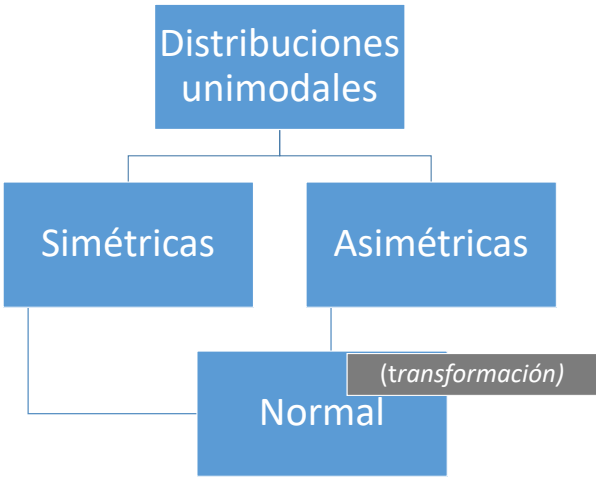 Distribuciones
unimodales
Simétricas
Asimétricas
(transformación)
Normal